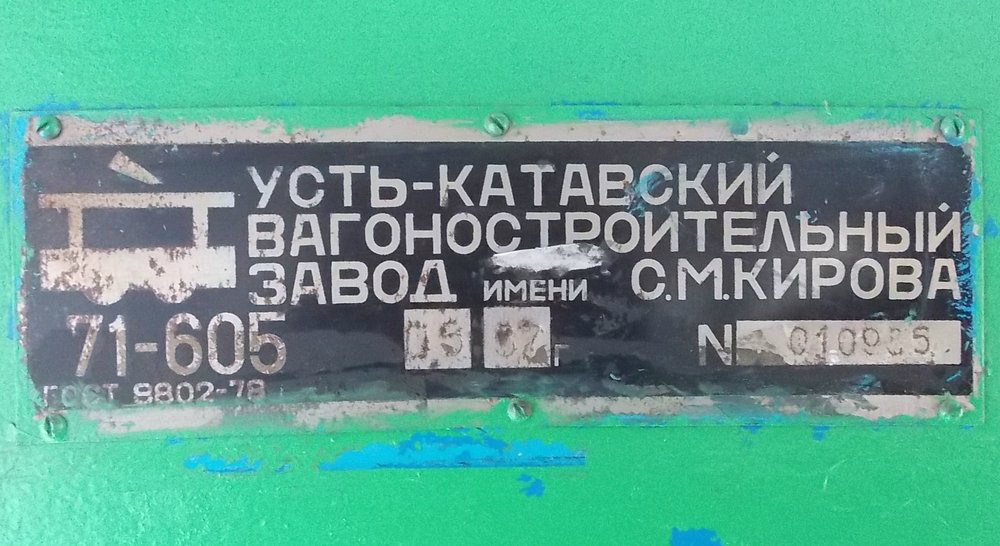 УСТЬ-КАТАВСКИЙ
ВАГОНОСТРОИТЕЛЬНЫЙ
ЗАВОД ИМЕНИ С.М.КИРОВА
71-605 г N
ГОСТ 8802-78